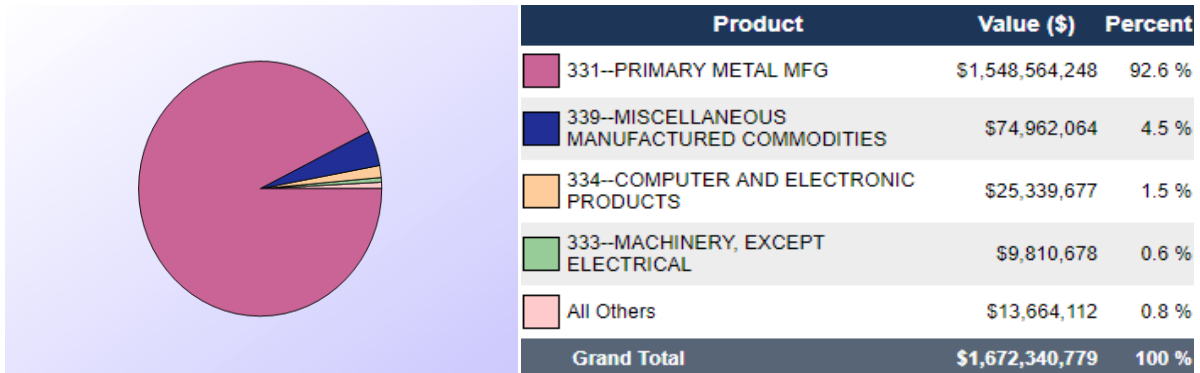 Product Value ($) Percent
331--PRIMARY METAL MFG $1,548,564,248 92.6 %
339--MISCELLANEOUS
MANUFACTURED COMMODITIES $74,962,064 4.5 %
334--COMPUTER AND ELECTRONIC
PRODUCTS $25,339,677 1.5 %
333--MACHINERY, EXCEPT
ELECTRICAL $9,810,678 0.6 %
All Others $13,664,112 0.8 %
Grand Total $1,672,340,779 100 %